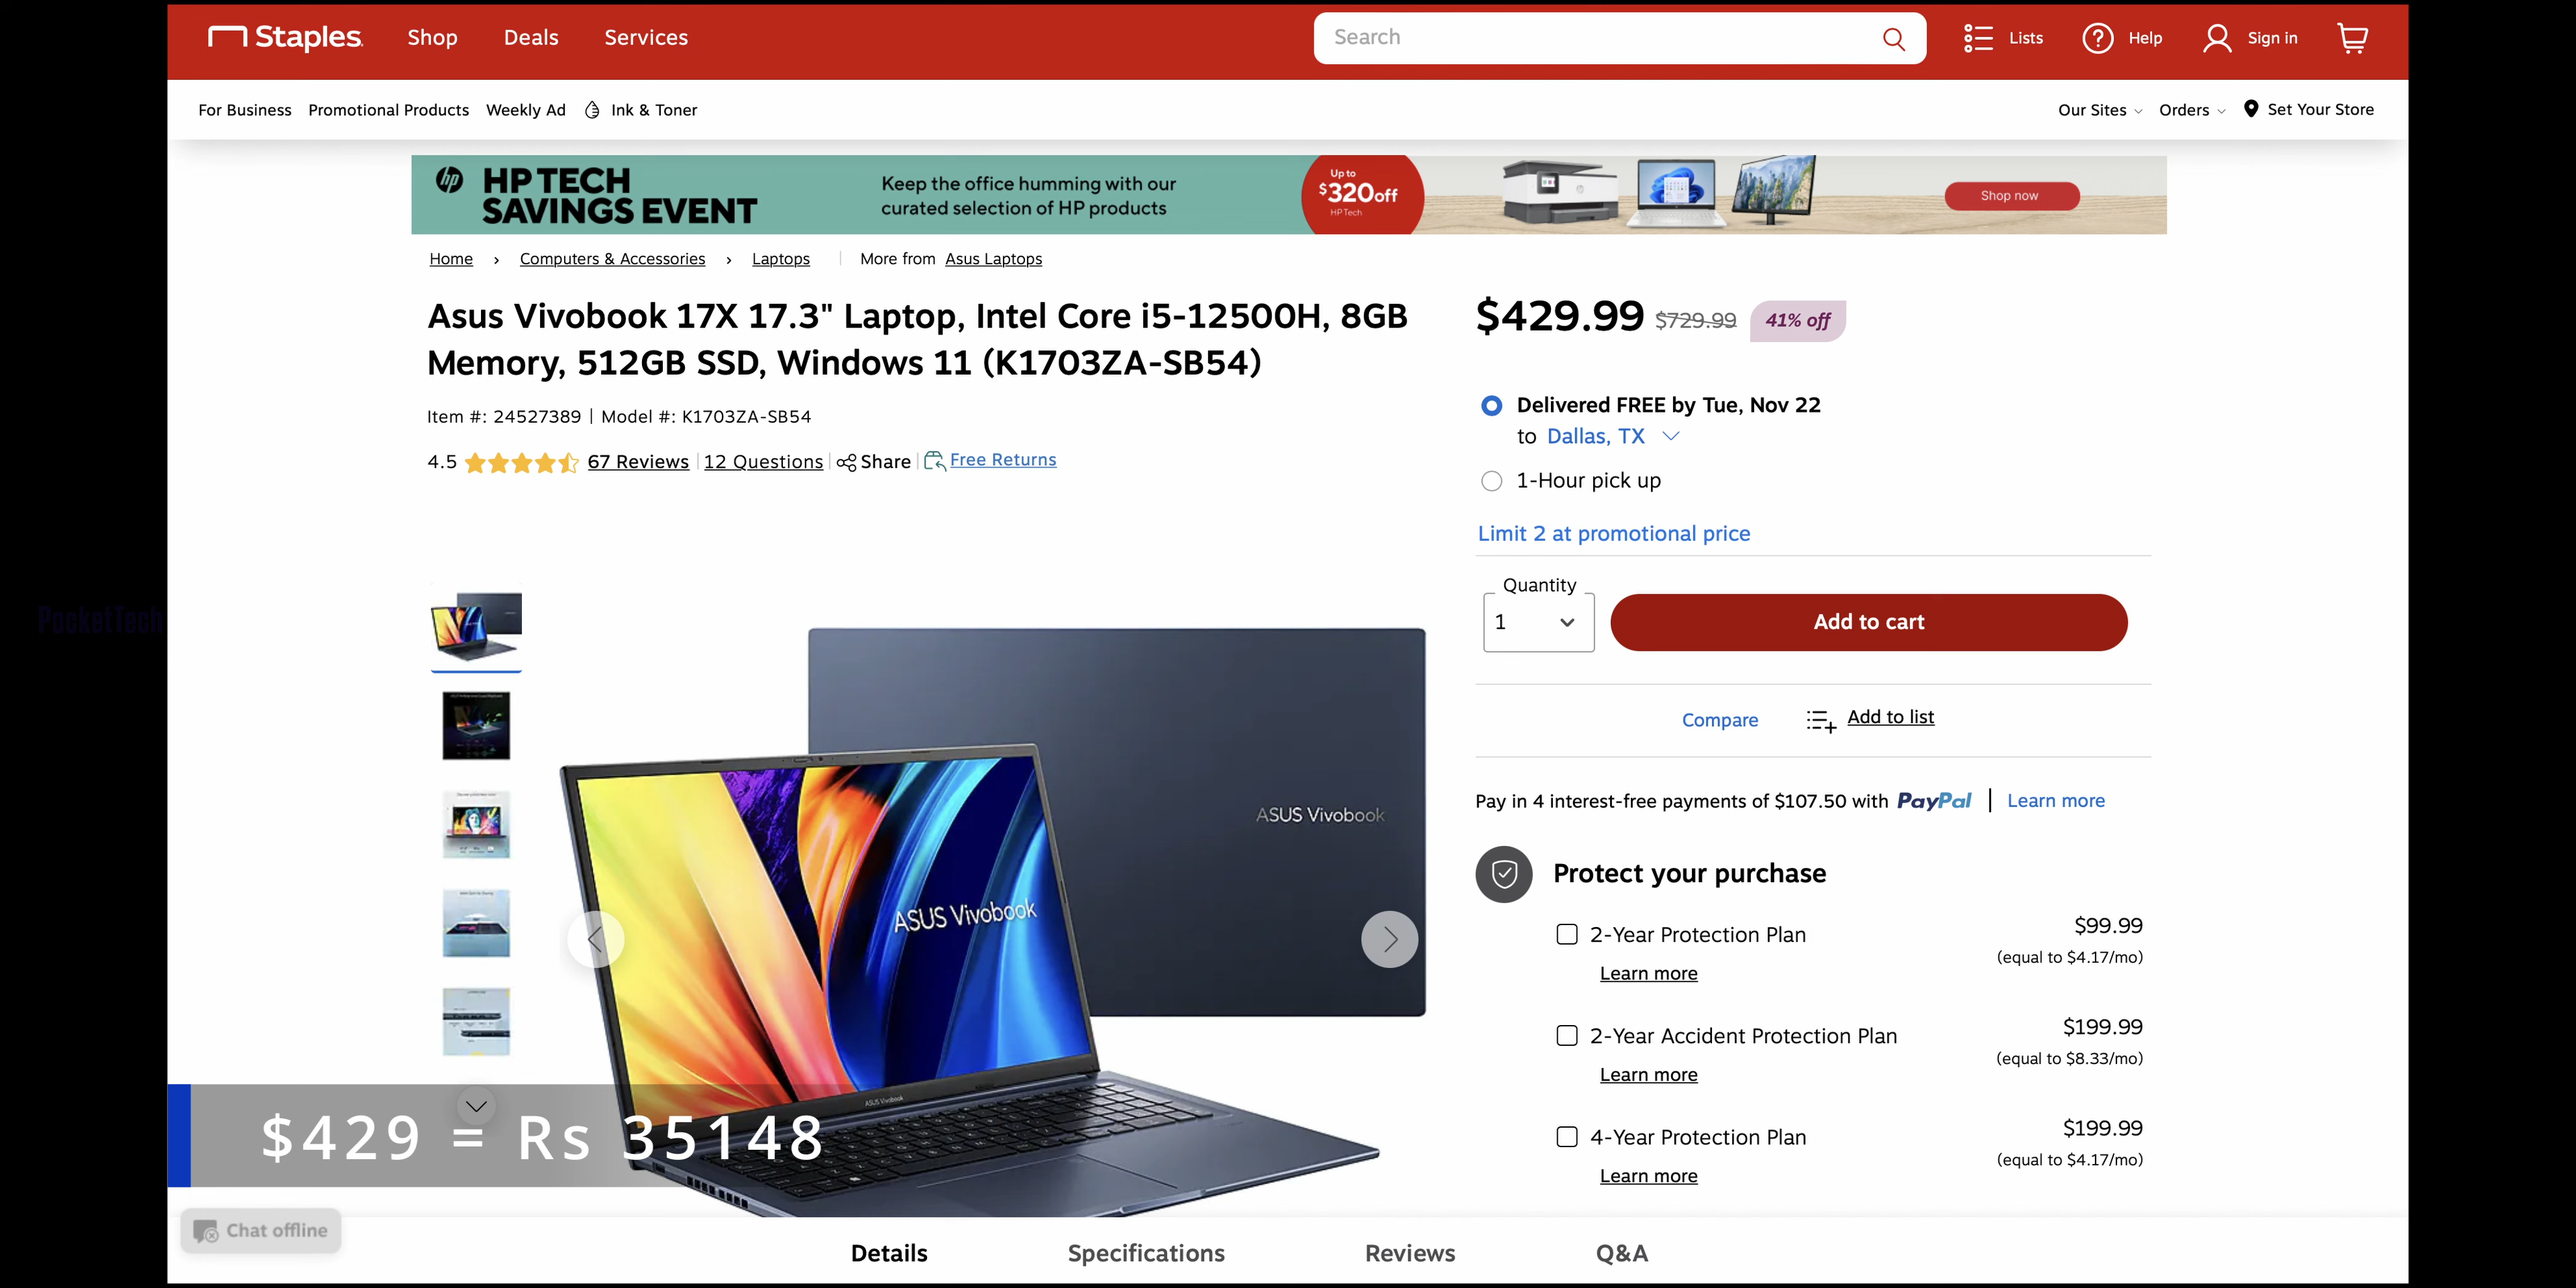 Staples
Shop
Deals
Services
Search
Lists
Help
Sign in
For Business
Promotional Products
Weekly Ad
Ink & Toner
Our Sites
Orders
Set Your Store
hp
HP TECH
SAVINGS EVENT
Keep the office humming with our
curated selection of HP products
Up to
$320off
HP Tech
Shop now
Home › Computers & Accessories › Laptops | More from Asus Laptops
Asus Vivobook 17X 17.3" Laptop, Intel Core i5-12500H, 8GB
Memory, 512GB SSD, Windows 11 (K1703ZA-SB54)
Item #: 24527389 | Model #: K1703ZA-SB54
4.5 67 Reviews | 12 Questions | Share | Free Returns
$429.99 $729.99 41% off
Delivered FREE by Tue, Nov 22
to Dallas, TX
1-Hour pick up
Limit 2 at promotional price
Quantity
1
Add to cart
Compare
Add to list
Pay in 4 interest-free payments of $107.50 with PayPal | Learn more
Protect your purchase
2-Year Protection Plan
$99.99
(equal to $4.17/mo)
Learn more
2-Year Accident Protection Plan
$199.99
(equal to $8.33/mo)
Learn more
4-Year Protection Plan
$199.99
(equal to $4.17/mo)
Learn more
PocketTech
ASUS Vivobook
ASUS Vivobook
ASUS Vivobook
$429 = Rs 35148
Chat offline
Details
Specifications
Reviews
Q&A